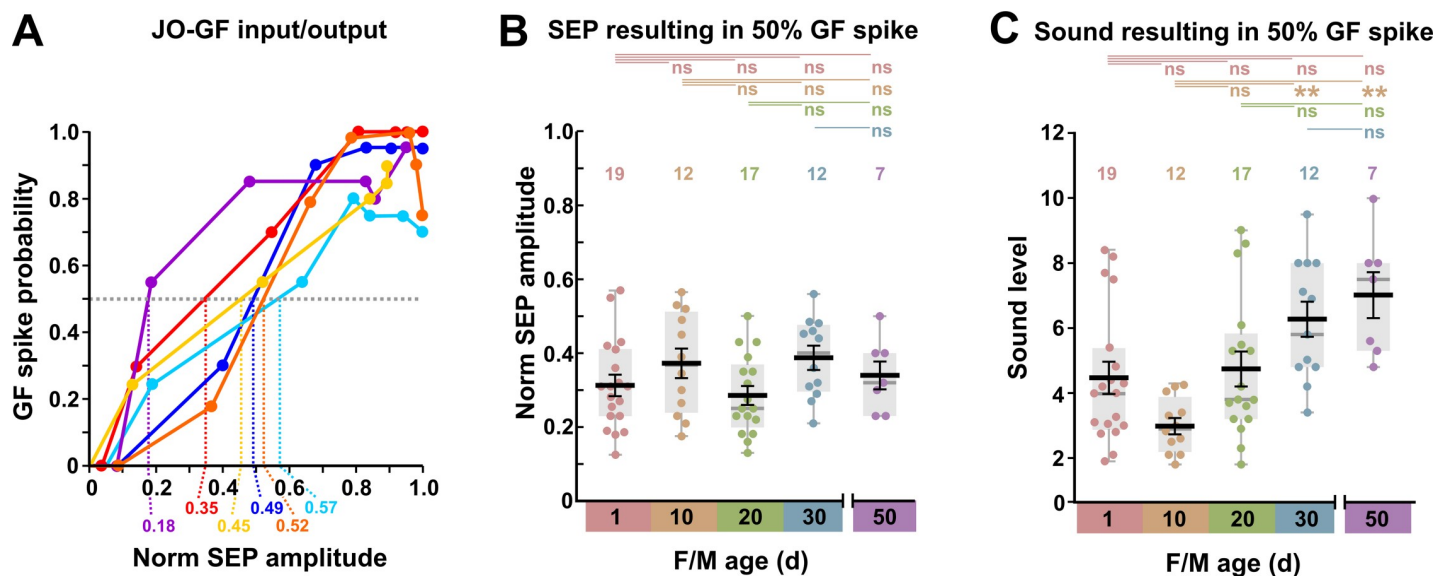 A
JO-GF input/output
GF spike probability
1.0
0.8
0.6
0.4
0.2
0
0 0.2 0.4 0.6 0.8 1.0
0.18 0.35 0.45 0.49 0.52 0.57
Norm SEP amplitude
B
SEP resulting in 50% GF spike
ns ns ns ns
ns ns ns
ns ns
ns
Norm SEP amplitude
1.0
0.8
0.6
0.4
0.2
0
19 12 17 12 7
1 10 20 30 50
F/M age (d)
C
Sound resulting in 50% GF spike
ns ns ns ns
ns ** **
ns ns
ns
Sound level
12
10
8
6
4
2
0
19 12 17 12 7
1 10 20 30 50
F/M age (d)